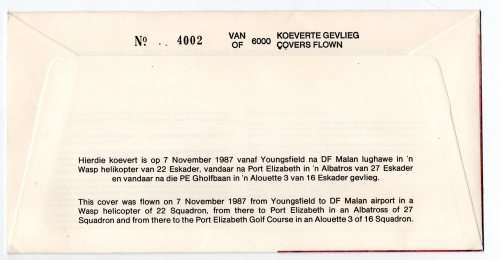 Nº .. 4002 VAN 6000 KOEVERTE GEVLIEG
OF COVERS FLOWN
Hierdie koevert is op 7 November 1987 vanaf Youngsfield na DF Malan lughawe in 'n
Wasp helikopter van 22 Eskader, vandaar na Port Elizabeth in 'n Albatros van 27 Eskader
en vandaar na die PE Gholfbaan in 'n Alouette 3 van 16 Eskader gevlieg.
This cover was flown on 7 November 1987 from Youngsfield to DF Malan airport in a
Wasp helicopter of 22 Squadron, from there to Port Elizabeth in an Albatross of 27
Squadron and from there to the Port Elizabeth Golf Course in an Alouette 3 of 16 Squadron.